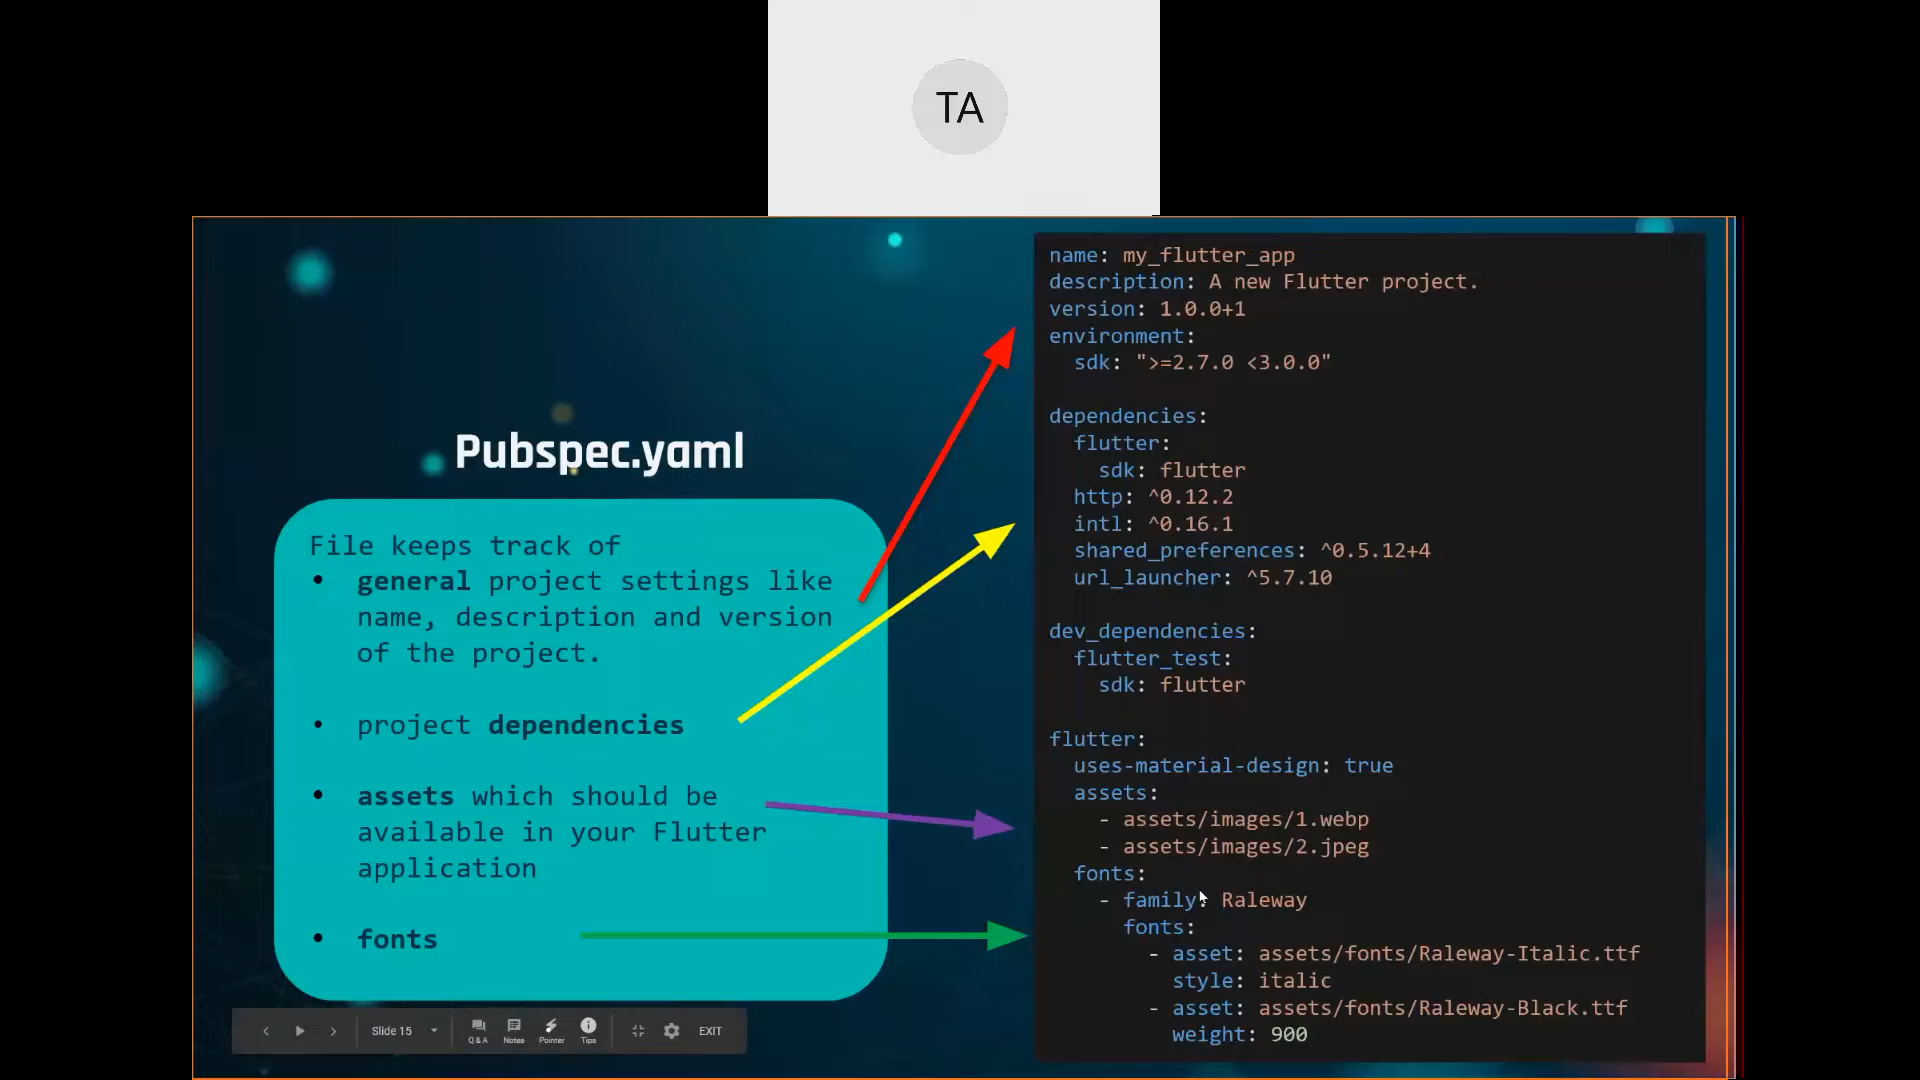 TA
Pubspec.yaml
File keeps track of
• general project settings like
name, description and version
of the project.
• project dependencies
• assets which should be
available in your Flutter
application
• fonts
name: my_flutter_app
description: A new Flutter project.
version: 1.0.0+1
environment:
  sdk: ">=2.7.0 <3.0.0"
dependencies:
  flutter:
    sdk: flutter
  http: ^0.12.2
  intl: ^0.16.1
  shared_preferences: ^0.5.12+4
  url_launcher: ^5.7.10
dev_dependencies:
  flutter_test:
    sdk: flutter
flutter:
  uses-material-design: true
  assets:
    - assets/images/1.webp
    - assets/images/2.jpeg
  fonts:
    - family: Raleway
      fonts:
        - asset: assets/fonts/Raleway-Italic.ttf
          style: italic
        - asset: assets/fonts/Raleway-Black.ttf
          weight: 900
Slide 15
Q & A
Notes
Pointer
Tips
EXIT